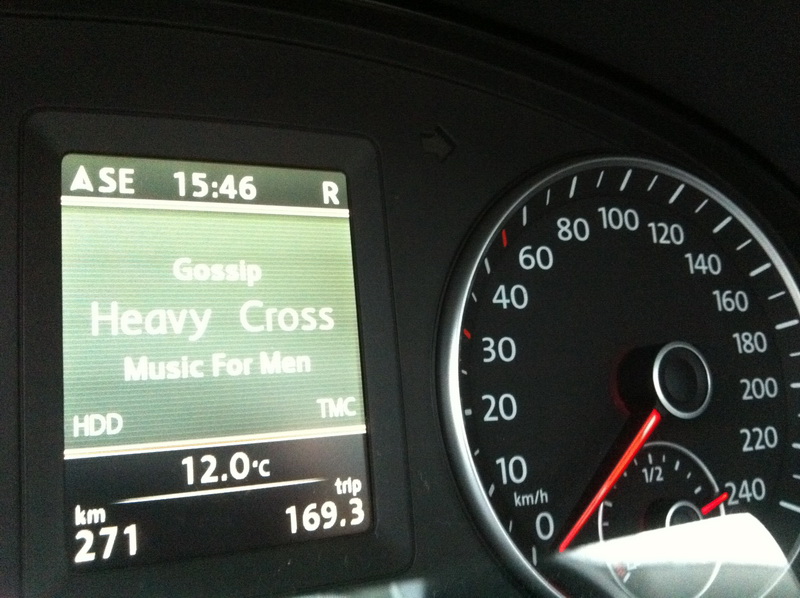 SE 15:46 R
Gossip
Heavy Cross
Music For Men
HDD TMC
12.0°C
km trip
271 169.3
0
10
20
30
40
60
80
100
120
140
160
180
200
220
240
km/h
1/2